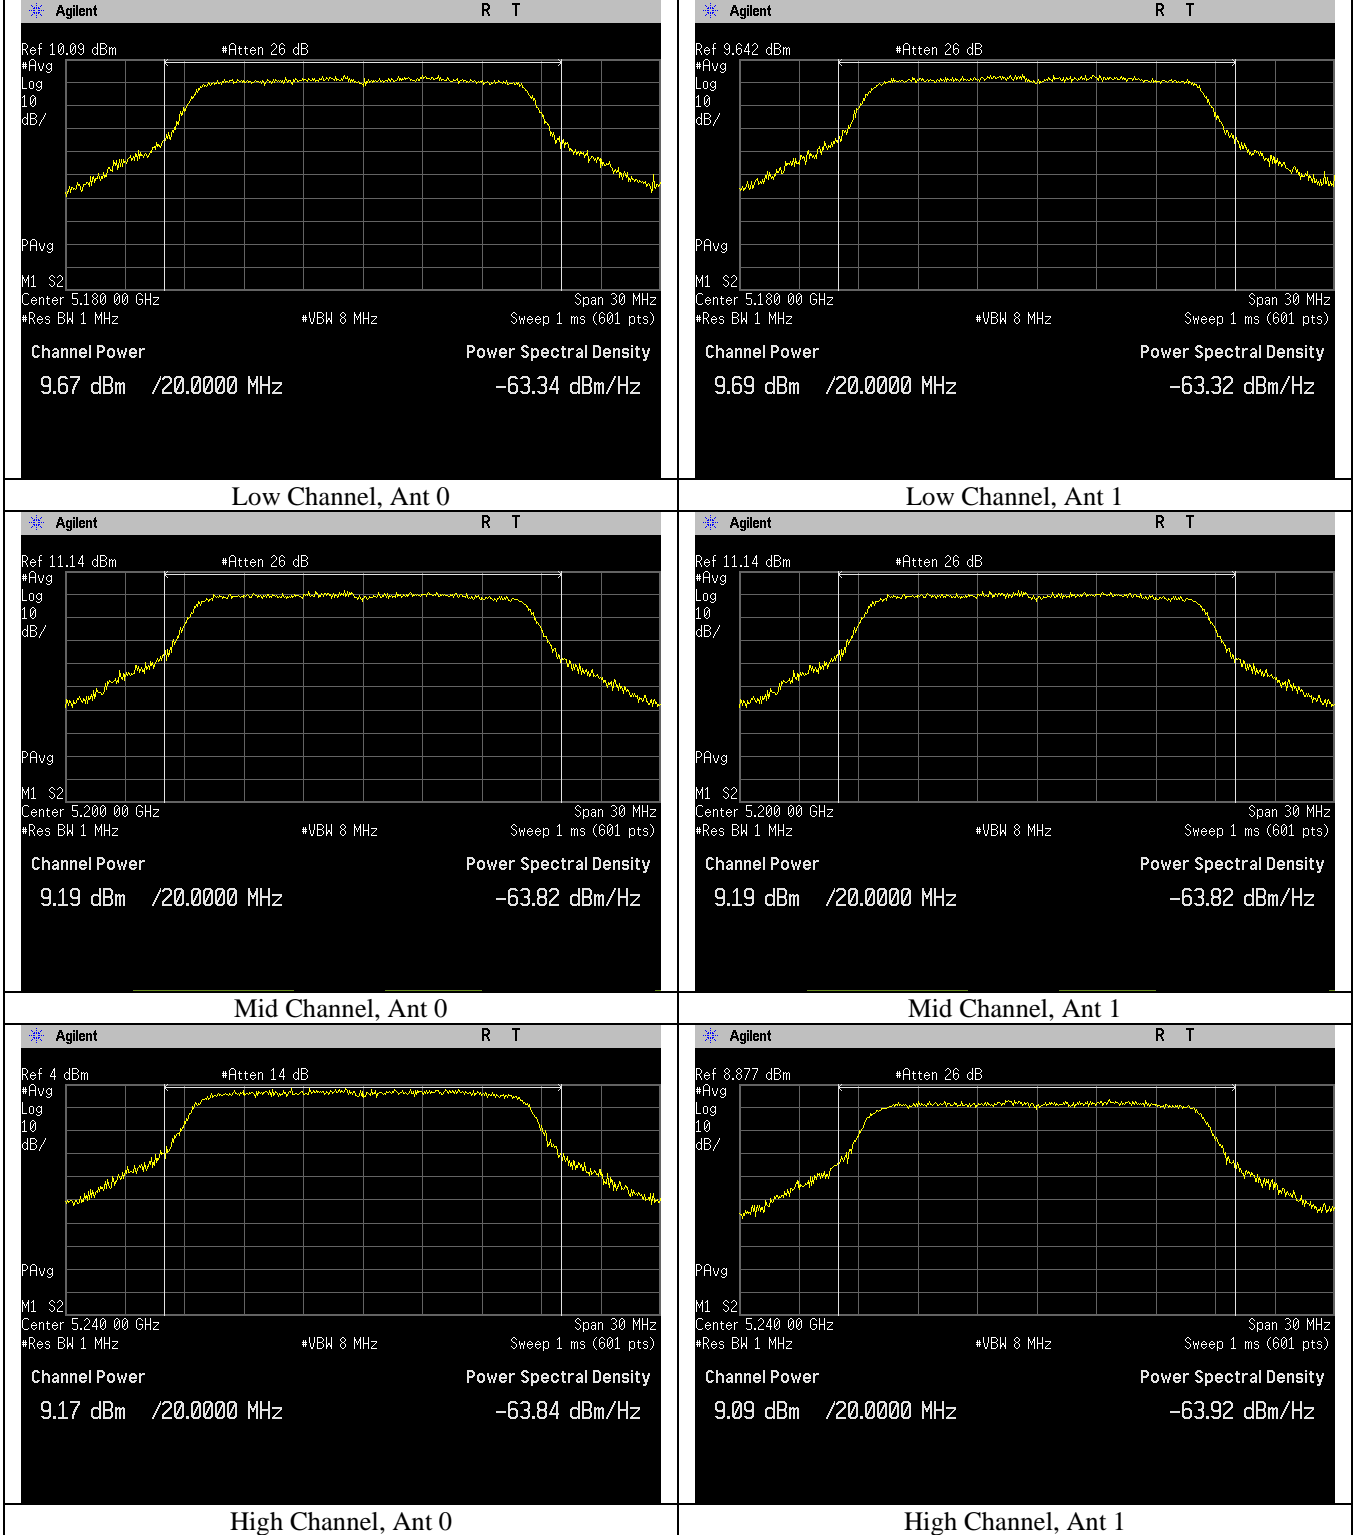 Agilent R T
Ref 10.09 dBm #Atten 26 dB
#Avg
Log
10
dB/
PAvg
M1 S2
Center 5.180 00 GHz Span 30 MHz
#Res BW 1 MHz #VBW 8 MHz Sweep 1 ms (601 pts)
Channel Power Power Spectral Density
9.67 dBm /20.0000 MHz -63.34 dBm/Hz
Low Channel, Ant 0
Agilent R T
Ref 9.642 dBm #Atten 26 dB
#Avg
Log
10
dB/
PAvg
M1 S2
Center 5.180 00 GHz Span 30 MHz
#Res BW 1 MHz #VBW 8 MHz Sweep 1 ms (601 pts)
Channel Power Power Spectral Density
9.69 dBm /20.0000 MHz -63.32 dBm/Hz
Low Channel, Ant 1
Agilent R T
Ref 11.14 dBm #Atten 26 dB
#Avg
Log
10
dB/
PAvg
M1 S2
Center 5.200 00 GHz Span 30 MHz
#Res BW 1 MHz #VBW 8 MHz Sweep 1 ms (601 pts)
Channel Power Power Spectral Density
9.19 dBm /20.0000 MHz -63.82 dBm/Hz
Mid Channel, Ant 0
Agilent R T
Ref 11.14 dBm #Atten 26 dB
#Avg
Log
10
dB/
PAvg
M1 S2
Center 5.200 00 GHz Span 30 MHz
#Res BW 1 MHz #VBW 8 MHz Sweep 1 ms (601 pts)
Channel Power Power Spectral Density
9.19 dBm /20.0000 MHz -63.82 dBm/Hz
Mid Channel, Ant 1
Agilent R T
Ref 4 dBm #Atten 14 dB
#Avg
Log
10
dB/
PAvg
M1 S2
Center 5.240 00 GHz Span 30 MHz
#Res BW 1 MHz #VBW 8 MHz Sweep 1 ms (601 pts)
Channel Power Power Spectral Density
9.17 dBm /20.0000 MHz -63.84 dBm/Hz
High Channel, Ant 0
Agilent R T
Ref 8.877 dBm #Atten 26 dB
#Avg
Log
10
dB/
PAvg
M1 S2
Center 5.240 00 GHz Span 30 MHz
#Res BW 1 MHz #VBW 8 MHz Sweep 1 ms (601 pts)
Channel Power Power Spectral Density
9.09 dBm /20.0000 MHz -63.92 dBm/Hz
High Channel, Ant 1